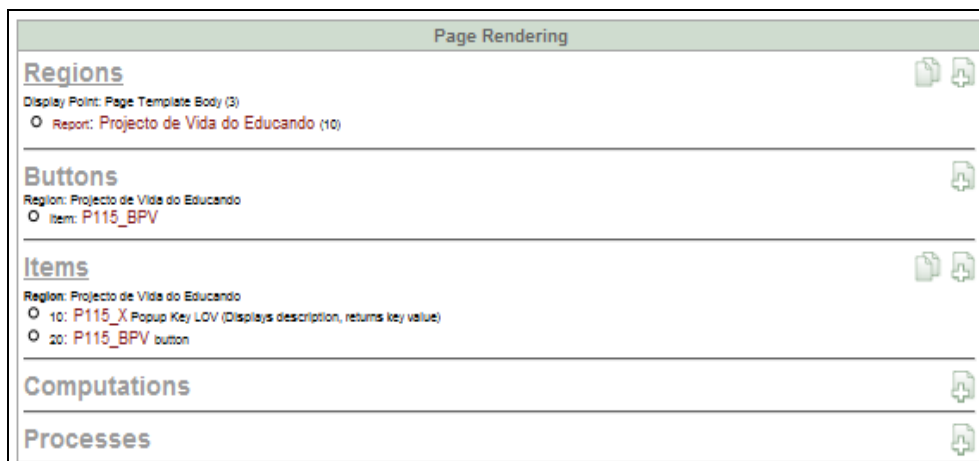 Page Rendering
Regions
Display Point: Page Template Body (3)
Report: Projecto de Vida do Educando (10)
Buttons
Region: Projecto de Vida do Educando
Item: P115_BPV
Items
Region: Projecto de Vida do Educando
10: P115_X Popup Key LOV (Displays description, returns key value)
20: P115_BPV button
Computations
Processes